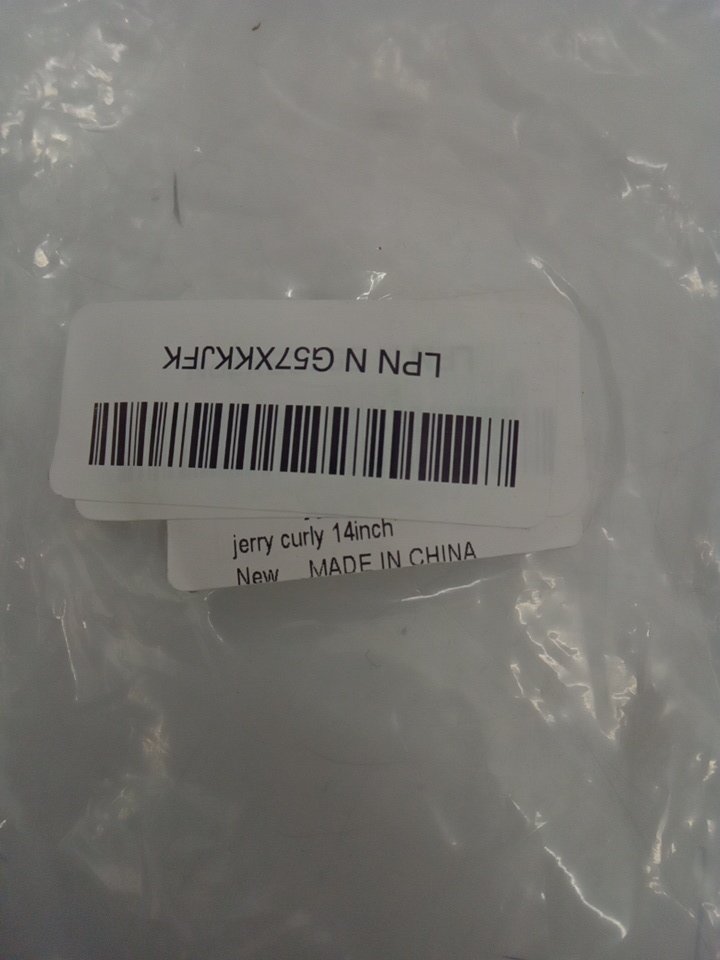 LPN N G57XKKJFK
jerry curly 14inch
New MADE IN CHINA